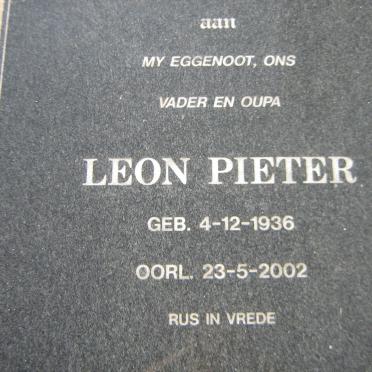 aan
MY EGGENOOT, ONS
VADER EN OUPA
LEON PIETER
GEB. 4-12-1936
OORL. 23-5-2002
RUS IN VREDE